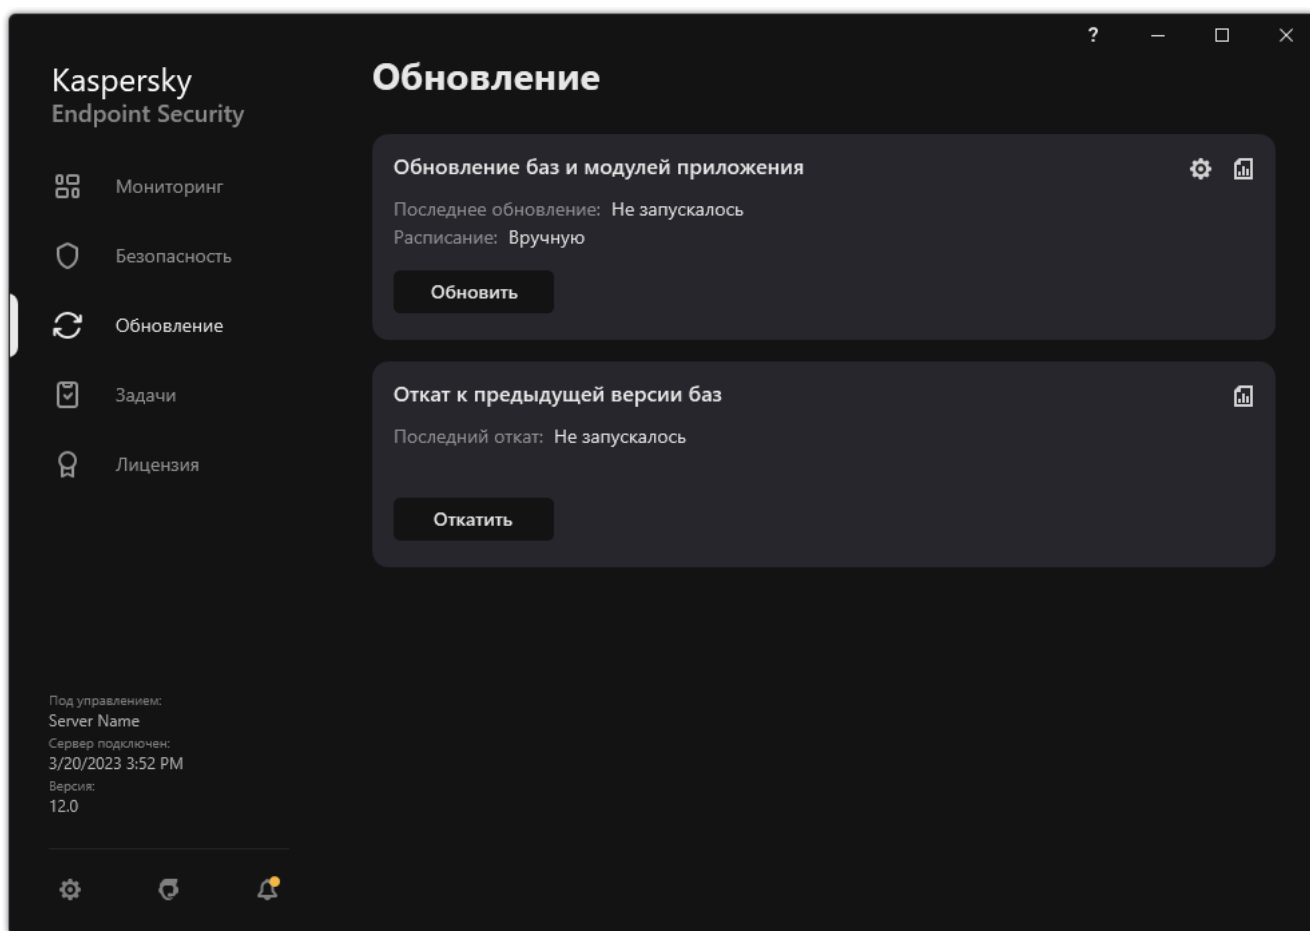 ?
Kaspersky
Endpoint Security
Мониторинг
Безопасность
Обновление
Задачи
Лицензия
Под управлением:
Server Name
Сервер подключен:
3/20/2023 3:52 PM
Версия:
12.0
Обновление
Обновление баз и модулей приложения
Последнее обновление: Не запускалось
Расписание: Вручную
Обновить
Откат к предыдущей версии баз
Последний откат: Не запускалось
Откатить